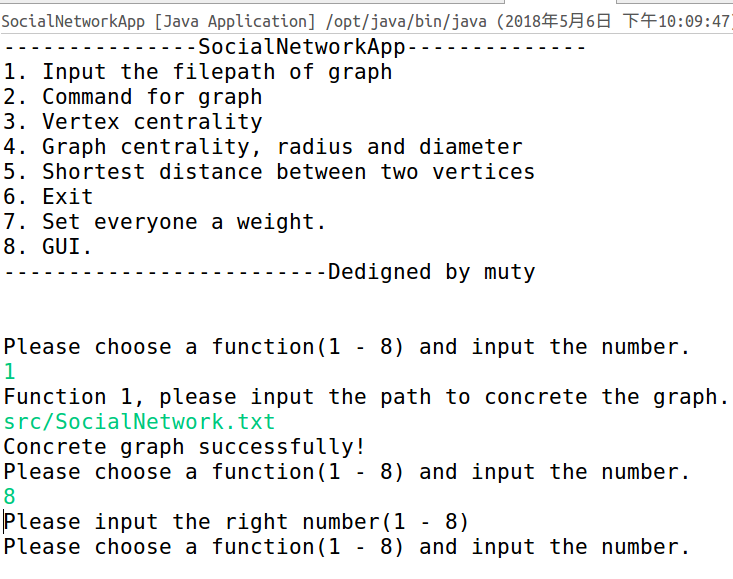 SocialNetworkApp [Java Application] /opt/java/bin/java (2018年5月6日 下午10:09:47)
---------------SocialNetworkApp--------------
1. Input the filepath of graph
2. Command for graph
3. Vertex centrality
4. Graph centrality, radius and diameter
5. Shortest distance between two vertices
6. Exit
7. Set everyone a weight.
8. GUI.
-------------------------Dedigned by muty
Please choose a function(1 - 8) and input the number.
1
Function 1, please input the path to concrete the graph.
src/SocialNetwork.txt
Concrete graph successfully!
Please choose a function(1 - 8) and input the number.
8
Please input the right number(1 - 8)
Please choose a function(1 - 8) and input the number.